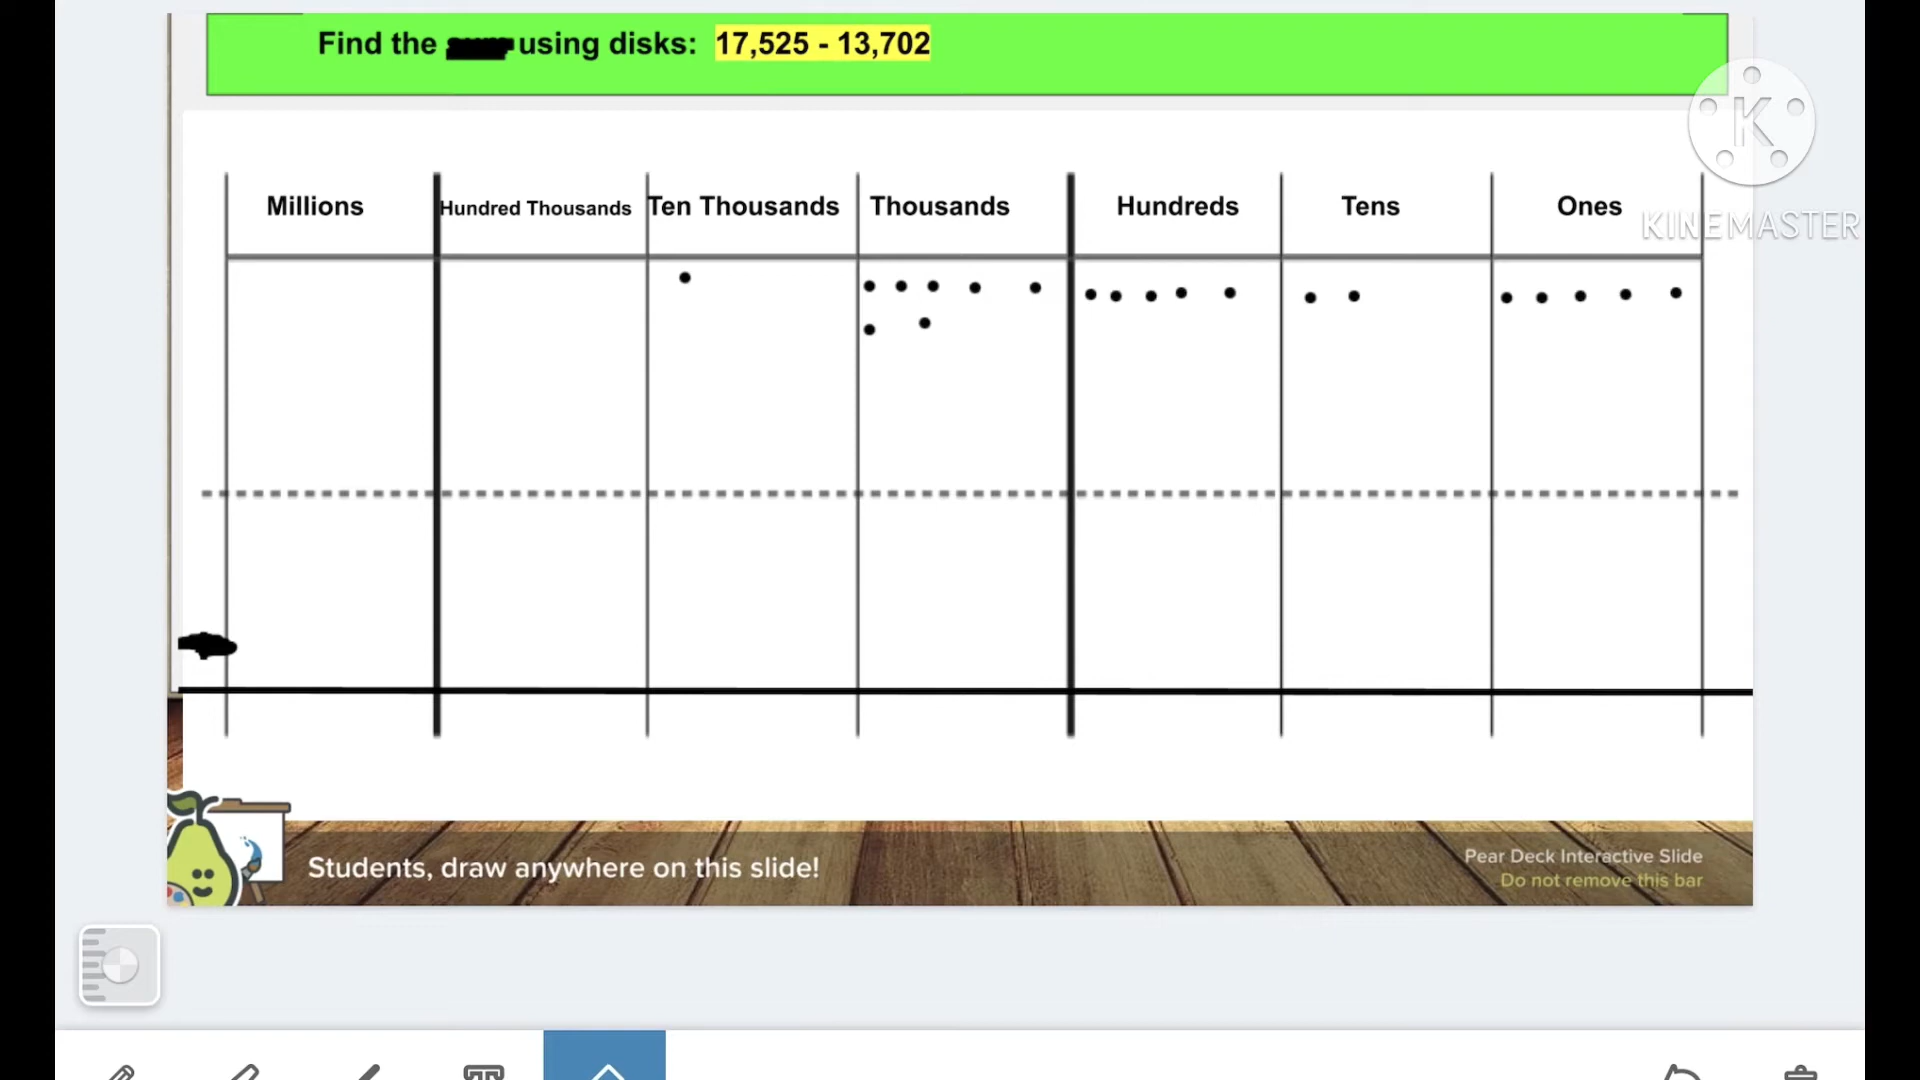 Find the using disks: 17,525 - 13,702
K
KINEMASTER
Millions Hundred Thousands Ten Thousands Thousands Hundreds Tens Ones
Students, draw anywhere on this slide!
Pear Deck Interactive Slide
Do not remove this bar